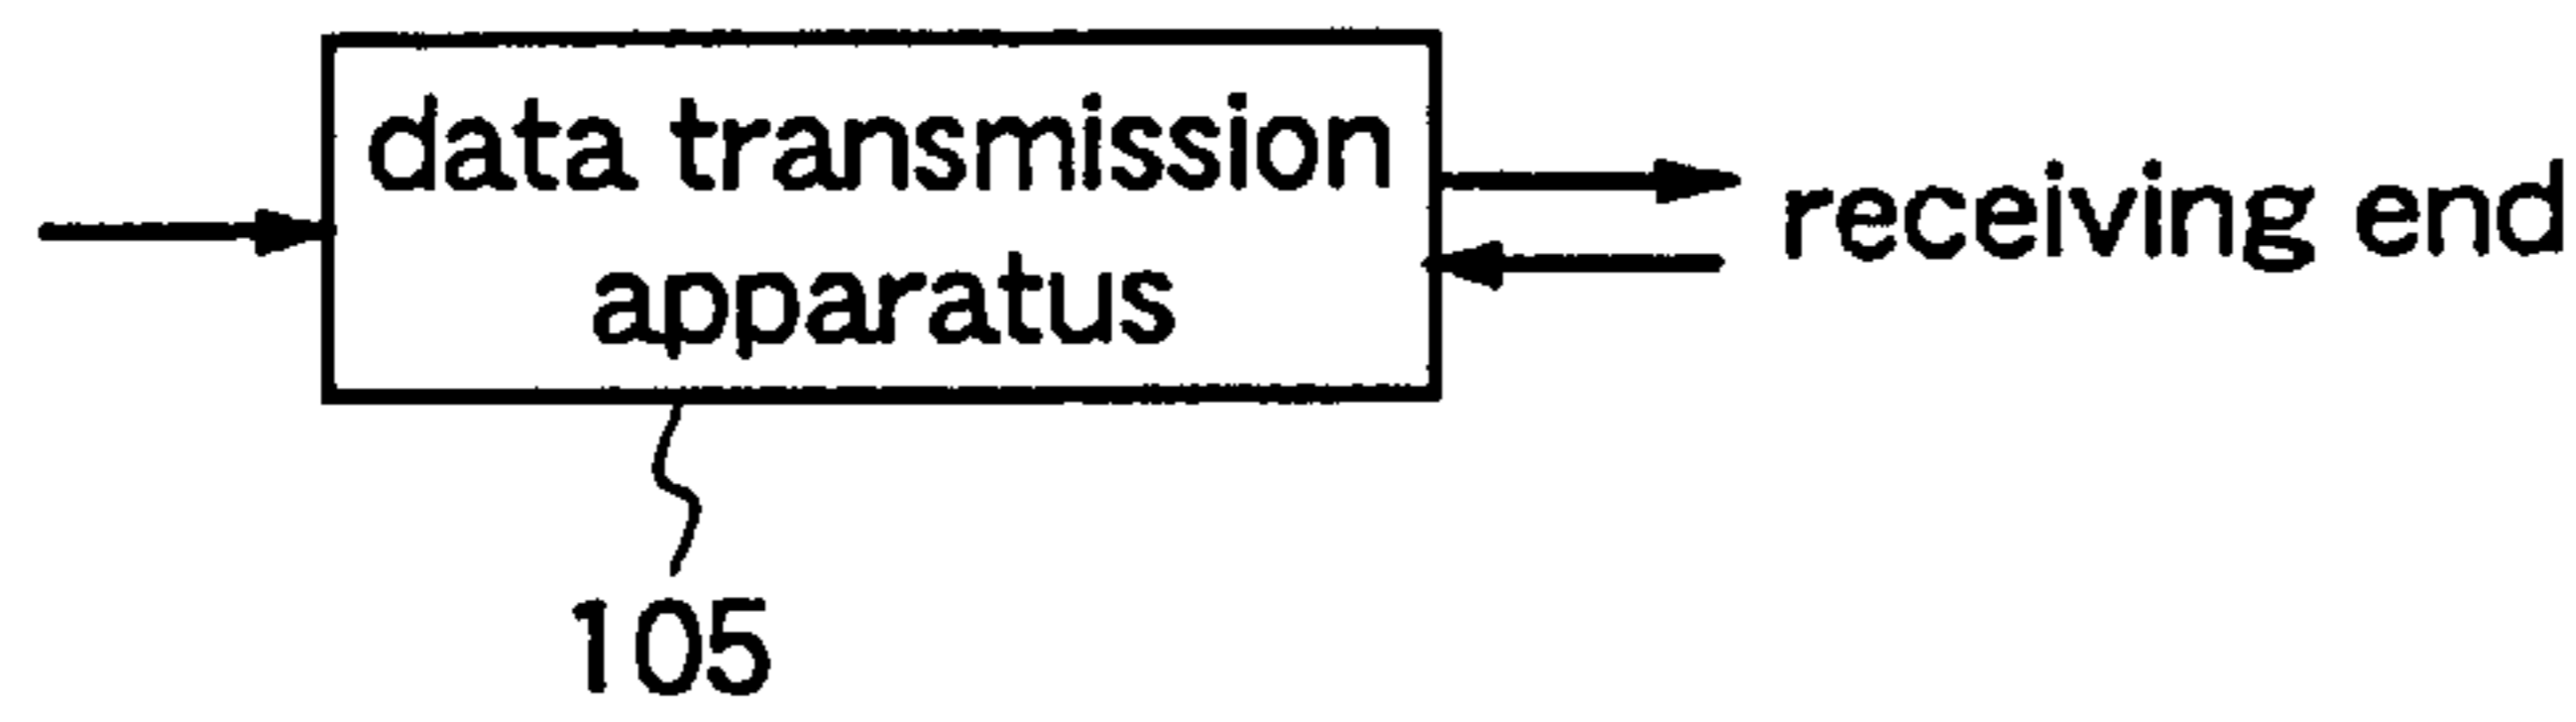 data transmission
apparatus
receiving end
105